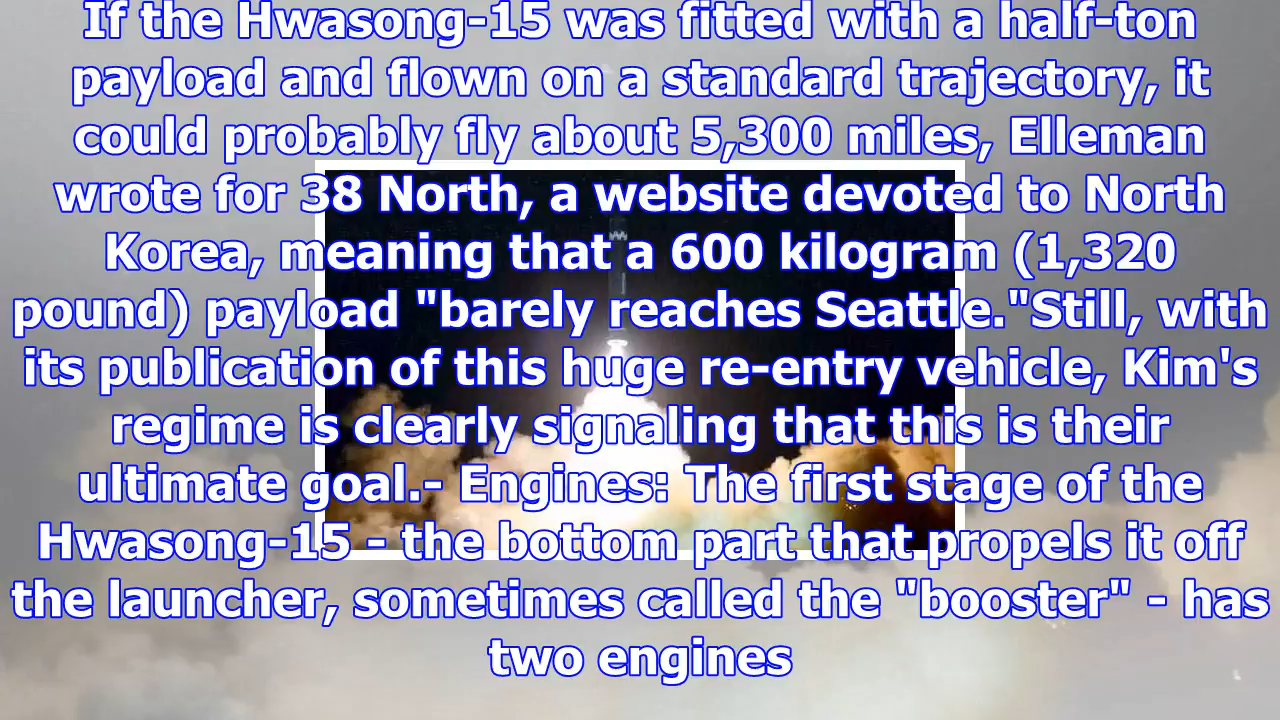 If the Hwasong-15 was fitted with a half-ton
payload and flown on a standard trajectory, it
could probably fly about 5,300 miles, Elleman
wrote for 38 North, a website devoted to North
Korea, meaning that a 600 kilogram (1,320
pound) payload "barely reaches Seattle."Still, with
its publication of this huge re-entry vehicle, Kim's
regime is clearly signaling that this is their
ultimate goal.- Engines: The first stage of the
Hwasong-15 - the bottom part that propels it off
the launcher, sometimes called the "booster" - has
two engines